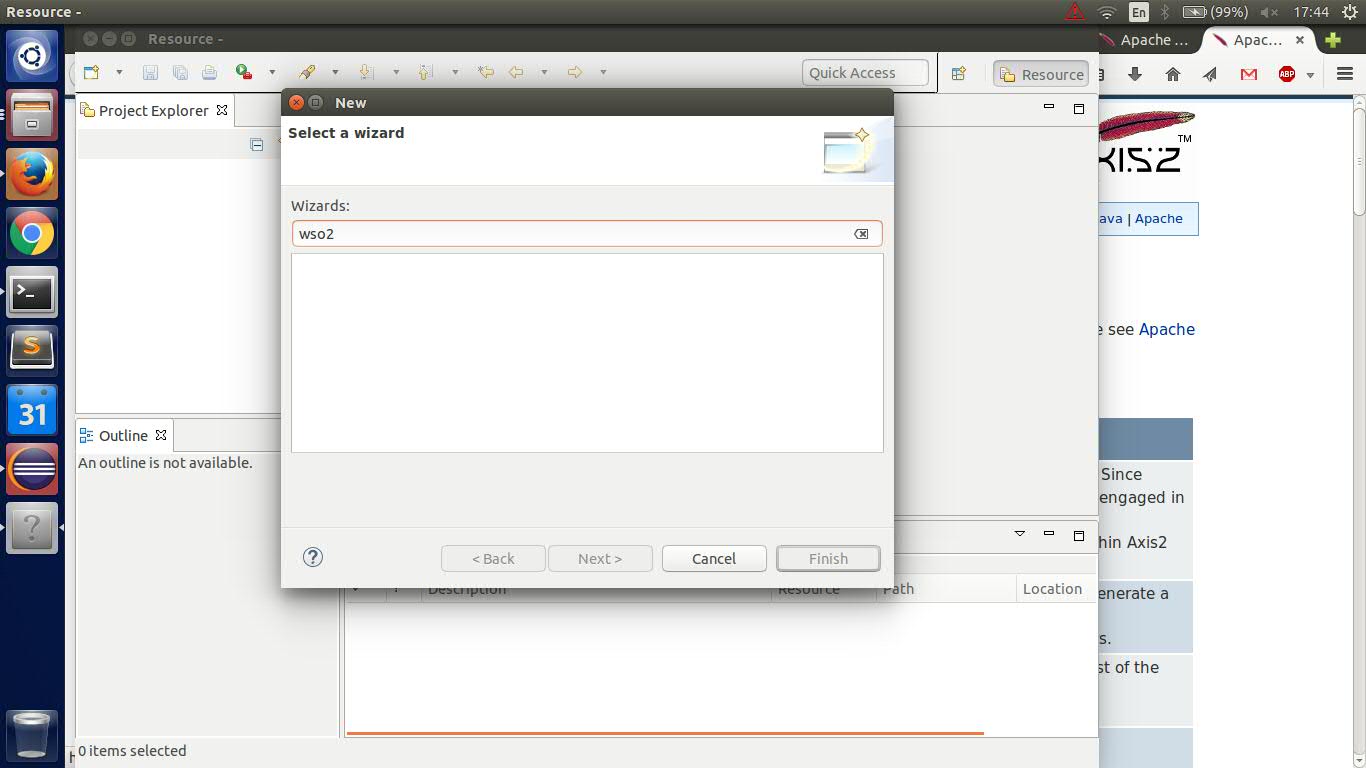 Resource -
En
(99%)
17:44
Resource -
Apache ...
Apac...
Quick Access
Resource
ABP
Project Explorer
New
Select a wizard
TM
Wizards:
ava | Apache
wso2
e see Apache
31
Outline
An outline is not available.
Since
engaged in
hin Axis2
< Back
Next >
Cancel
Finish
Description
Resource
Path
Location
enerate a
s.
st of the
0 items selected